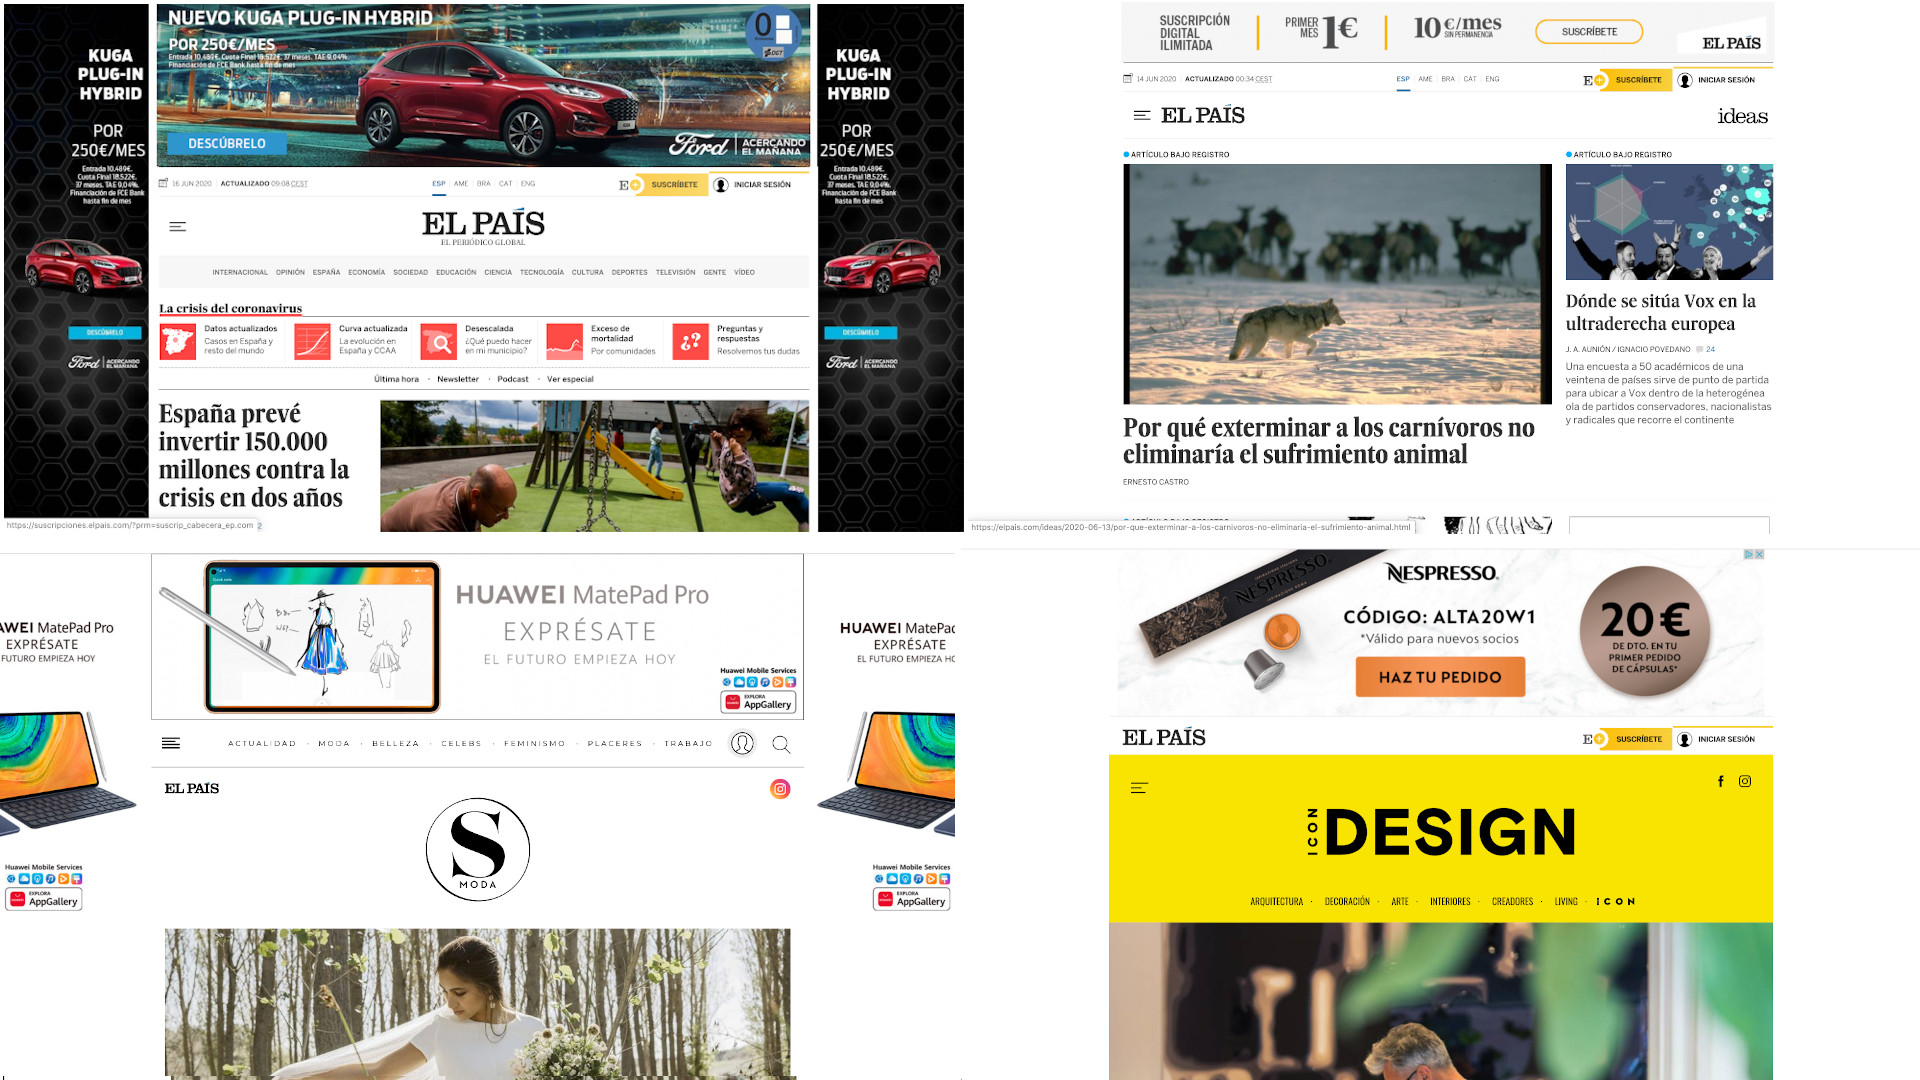 KUGA
PLUG-IN
HYBRID
POR
250€/MES
Entrada 10.489€.
Cuota Final 18.522€.
37 meses. TAE 9,04%.
Financiación de FCE Bank
hasta fin de mes
DESCÚBRELO
Ford
ACERCANDO
EL MAÑANA
NUEVO KUGA PLUG-IN HYBRID
POR 250€/MES
Entrada 10.489€. Cuota Final 18.522€. 37 meses. TAE 9,04%.
Financiación de FCE Bank hasta fin de mes
0
DGT
DESCÚBRELO
Ford
ACERCANDO
EL MAÑANA
KUGA
PLUG-IN
HYBRID
POR
250€/MES
Entrada 10.489€.
Cuota Final 18.522€.
37 meses. TAE 9,04%.
Financiación de FCE Bank
hasta fin de mes
DESCÚBRELO
Ford
ACERCANDO
EL MAÑANA
16 JUN 2020 ACTUALIZADO 09:08 CEST
ESP AME BRA CAT ENG
E+ SUSCRÍBETE INICIAR SESIÓN
EL PAÍS
EL PERIÓDICO GLOBAL
INTERNACIONAL OPINIÓN ESPAÑA ECONOMÍA SOCIEDAD EDUCACIÓN CIENCIA TECNOLOGÍA CULTURA DEPORTES TELEVISIÓN GENTE VÍDEO
La crisis del coronavirus
Datos actualizados
Casos en España y
resto del mundo
Curva actualizada
La evolución en
España y CCAA
Desescalada
¿Qué puedo hacer
en mi municipio?
Exceso de
mortalidad
Por comunidades
¿?
Preguntas y
respuestas
Resolvemos tus dudas
Última hora · Newsletter · Podcast · Ver especial
España prevé
invertir 150.000
millones contra la
crisis en dos años
https://suscripciones.elpais.com/?prm=suscrip_cabecera_ep.com 2
SUSCRIPCIÓN
DIGITAL
ILIMITADA
PRIMER
MES 1€
10€/mes
SIN PERMANENCIA
SUSCRÍBETE
EL PAÍS
14 JUN 2020 ACTUALIZADO 00:34 CEST
ESP AME BRA CAT ENG
E+ SUSCRÍBETE INICIAR SESIÓN
EL PAÍS
ideas
ARTÍCULO BAJO REGISTRO
Por qué exterminar a los carnívoros no
eliminaría el sufrimiento animal
ERNESTO CASTRO
ARTÍCULO BAJO REGISTRO
Dónde se sitúa Vox en la
ultraderecha europea
J. A. AUNIÓN / IGNACIO POVEDANO 24
Una encuesta a 50 académicos de una
veintena de países sirve de punto de partida
para ubicar a Vox dentro de la heterogénea
ola de partidos conservadores, nacionalistas
y radicales que recorre el continente
https://elpais.com/ideas/2020-06-13/por-que-exterminar-a-los-carnivoros-no-eliminaria-el-sufrimiento-animal.html
AWEI MatePad Pro
EXPRÉSATE
FUTURO EMPIEZA HOY
Huawei Mobile Services
EXPLORA
AppGallery
HUAWEI MatePad Pro
EXPRÉSATE
EL FUTURO EMPIEZA HOY
Huawei Mobile Services
EXPLORA
AppGallery
HUAWEI MatePad
EXPRÉSATE
EL FUTURO EMPIEZA HOY
Huawei Mobile Services
EXPLORA
AppGallery
ACTUALIDAD · MODA · BELLEZA · CELEBS · FEMINISMO · PLACERES · TRABAJO
EL PAÍS
S
MODA
NESPRESSO
NESPRESSO.
CÓDIGO: ALTA20W1
*Válido para nuevos socios
HAZ TU PEDIDO
20€
DE DTO. EN TU
PRIMER PEDIDO
DE CÁPSULAS*
EL PAÍS
E+ SUSCRÍBETE INICIAR SESIÓN
ICON DESIGN
ARQUITECTURA · DECORACIÓN · ARTE · INTERIORES · CREADORES · LIVING · ICON